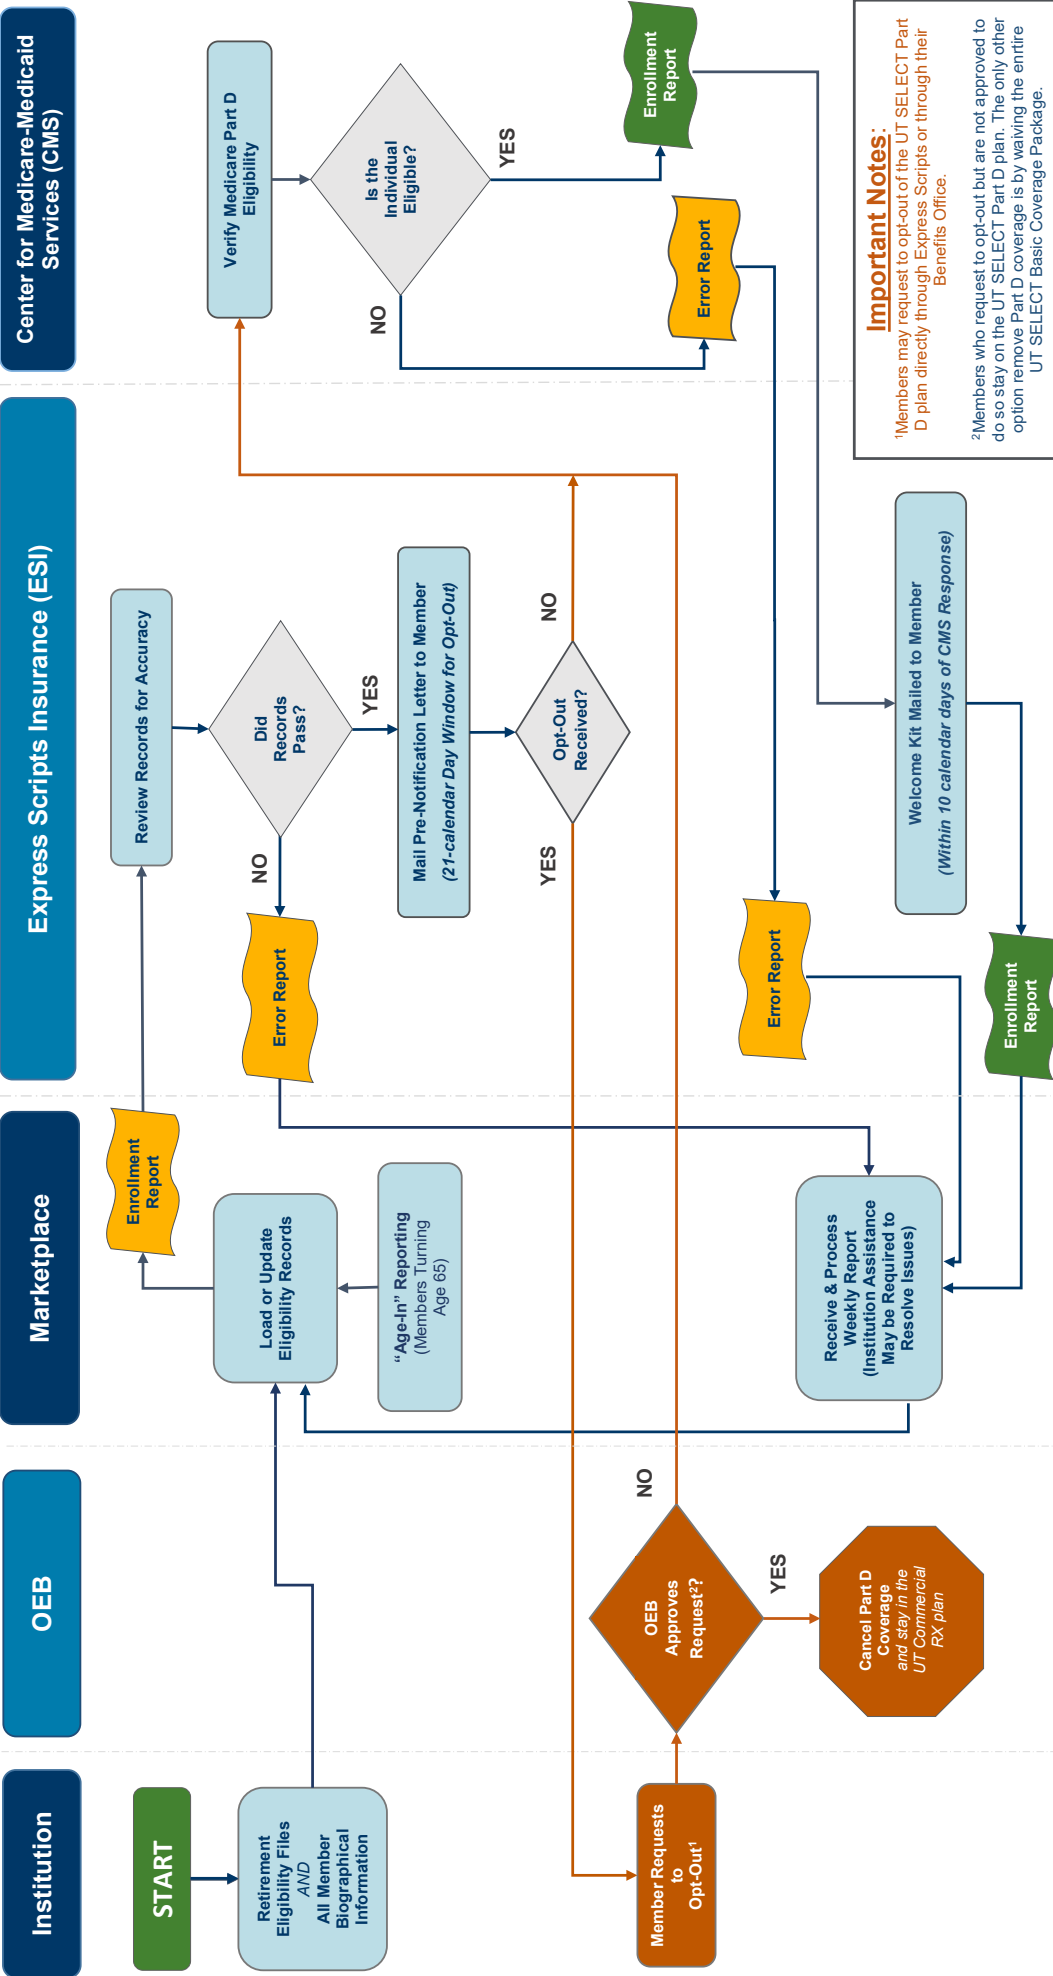 Institution
OEB
Marketplace
Express Scripts Insurance (ESI)
Center for Medicare-Medicaid
Services (CMS)
START
Retirement
Eligibility Files
AND
All Member
Biographical
Information
Load or Update
Eligibility Records
"Age-In" Reporting
(Members Turning
Age 65)
Enrollment
Report
Review Records for Accuracy
Did
Records
Pass?
NO
YES
Error Report
Mail Pre-Notification Letter to Member
(21-calendar Day Window for Opt-Out)
Opt-Out
Received?
YES
NO
Member Requests
to
Opt-Out¹
OEB
Approves
Request²?
NO
YES
Cancel Part D
Coverage
and stay in the
UT Commercial
RX plan
Verify Medicare Part D
Eligibility
Is the
Individual
Eligible?
NO
YES
Error Report
Enrollment
Report
Error Report
Welcome Kit Mailed to Member
(Within 10 calendar days of CMS Response)
Enrollment
Report
Receive & Process
Weekly Report
(Institution Assistance
May be Required to
Resolve Issues)
Important Notes:
¹Members may request to opt-out of the UT SELECT Part
D plan directly through Express Scripts or through their
Benefits Office.
²Members who request to opt-out but are not approved to
do so stay on the UT SELECT Part D plan. The only other
option remove Part D coverage is by waiving the enrtire
UT SELECT Basic Coverage Package.